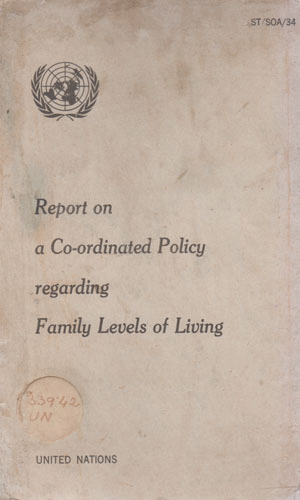 ST/SOA/34
Report on
a Co-ordinated Policy
regarding
Family Levels of Living
339.42
UN
UNITED NATIONS